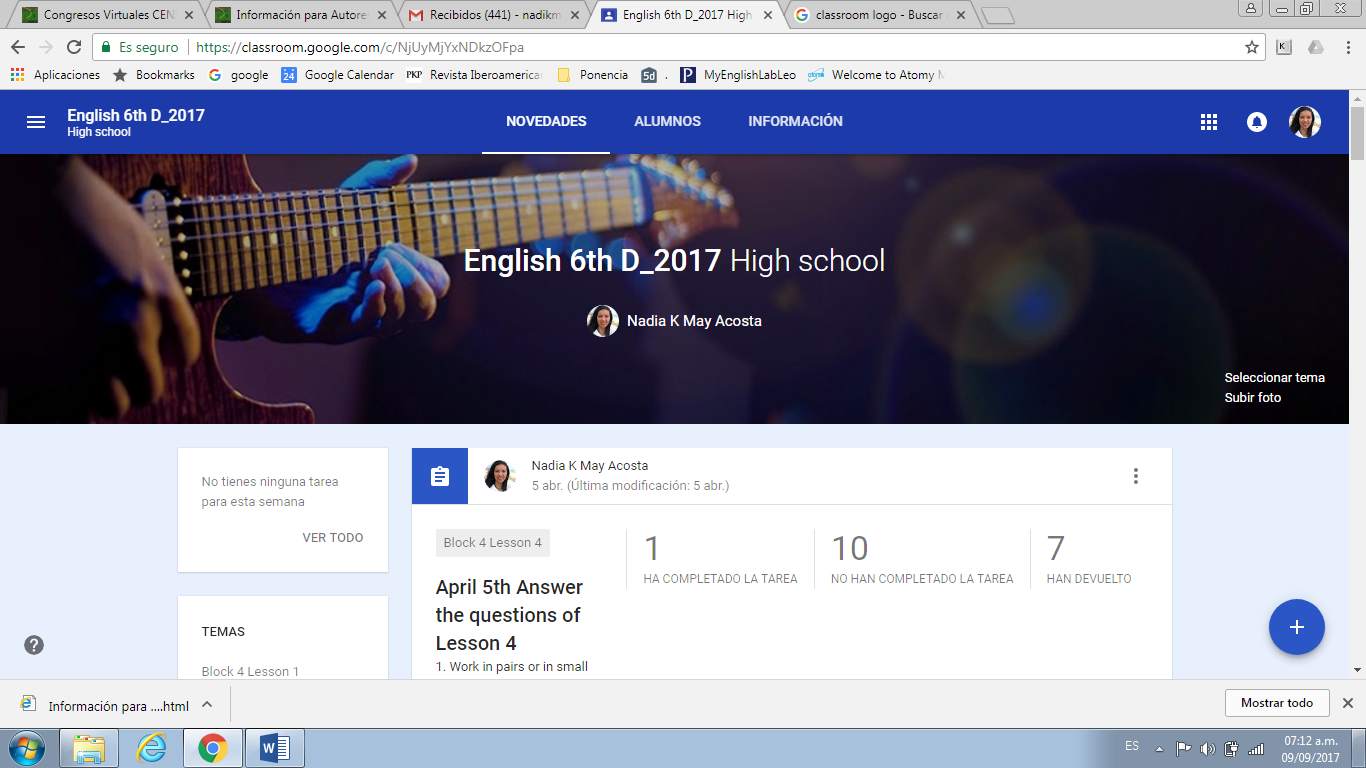 Congresos Virtuales CEN
Información para Autore
Recibidos (441) - nadikm
English 6th D_2017 High
classroom logo - Buscar
Es seguro
https://classroom.google.com/c/NjUyMjYxNDkzOFpa
K
Aplicaciones
Bookmarks
google
24
Google Calendar
PKP
Revista Iberoamerican
Ponencia
5d
.
P
MyEnglishLabLeo
atomy
Welcome to Atomy M
English 6th D_2017
High school
NOVEDADES
ALUMNOS
INFORMACIÓN
English 6th D_2017 High school
Nadia K May Acosta
Seleccionar tema
Subir foto
No tienes ninguna tarea
para esta semana
VER TODO
TEMAS
Block 4 Lesson 1
Nadia K May Acosta
5 abr. (Última modificación: 5 abr.)
Block 4 Lesson 4
April 5th Answer
the questions of
Lesson 4
1. Work in pairs or in small
1
HA COMPLETADO LA TAREA
10
NO HAN COMPLETADO LA TAREA
7
HAN DEVUELTO
Información para ....html
Mostrar todo
ES
07:12 a.m.
09/09/2017